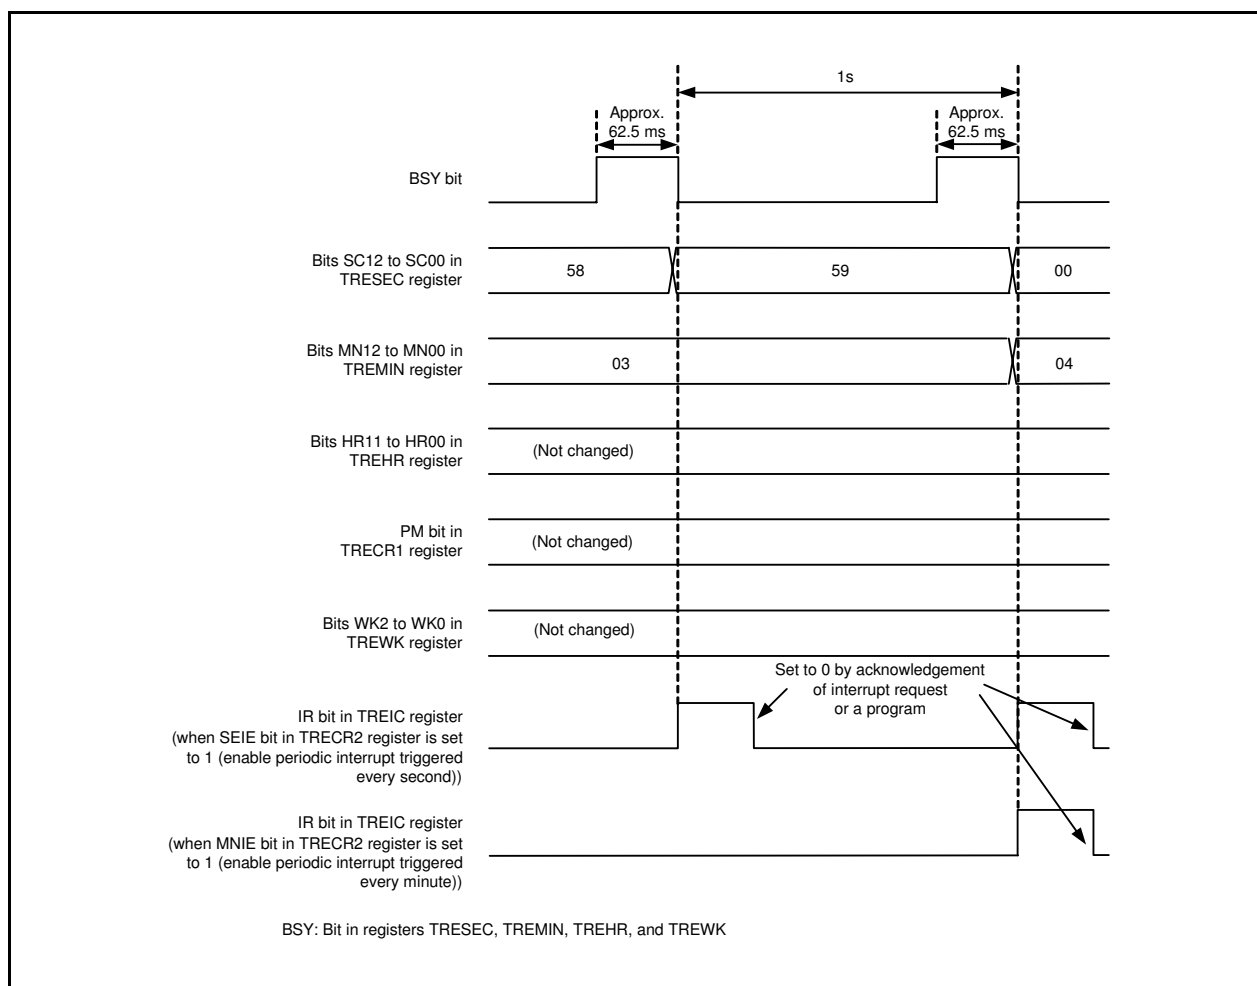 1s
Approx.
62.5 ms
Approx.
62.5 ms
BSY bit
Bits SC12 to SC00 in
TRESEC register
58
59
00
Bits MN12 to MN00 in
TREMIN register
03
04
Bits HR11 to HR00 in
TREHR register
(Not changed)
PM bit in
TRECR1 register
(Not changed)
Bits WK2 to WK0 in
TREWK register
(Not changed)
Set to 0 by acknowledgement
of interrupt request
or a program
IR bit in TREIC register
(when SEIE bit in TRECR2 register is set
to 1 (enable periodic interrupt triggered
every second))
IR bit in TREIC register
(when MNIE bit in TRECR2 register is set
to 1 (enable periodic interrupt triggered
every minute))
BSY: Bit in registers TRESEC, TREMIN, TREHR, and TREWK